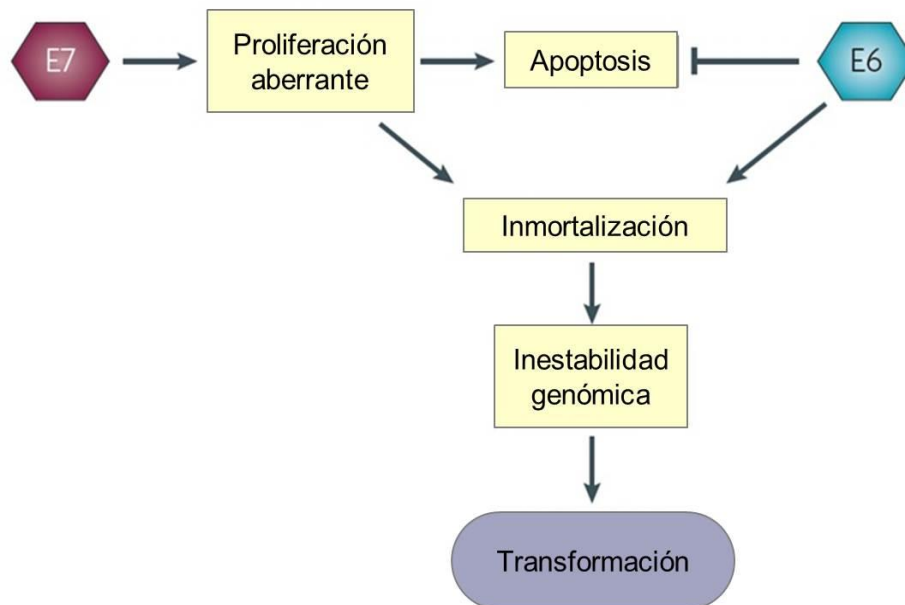 E7
Proliferación
aberrante
Apoptosis
E6
Inmortalización
Inestabilidad
genómica
Transformación